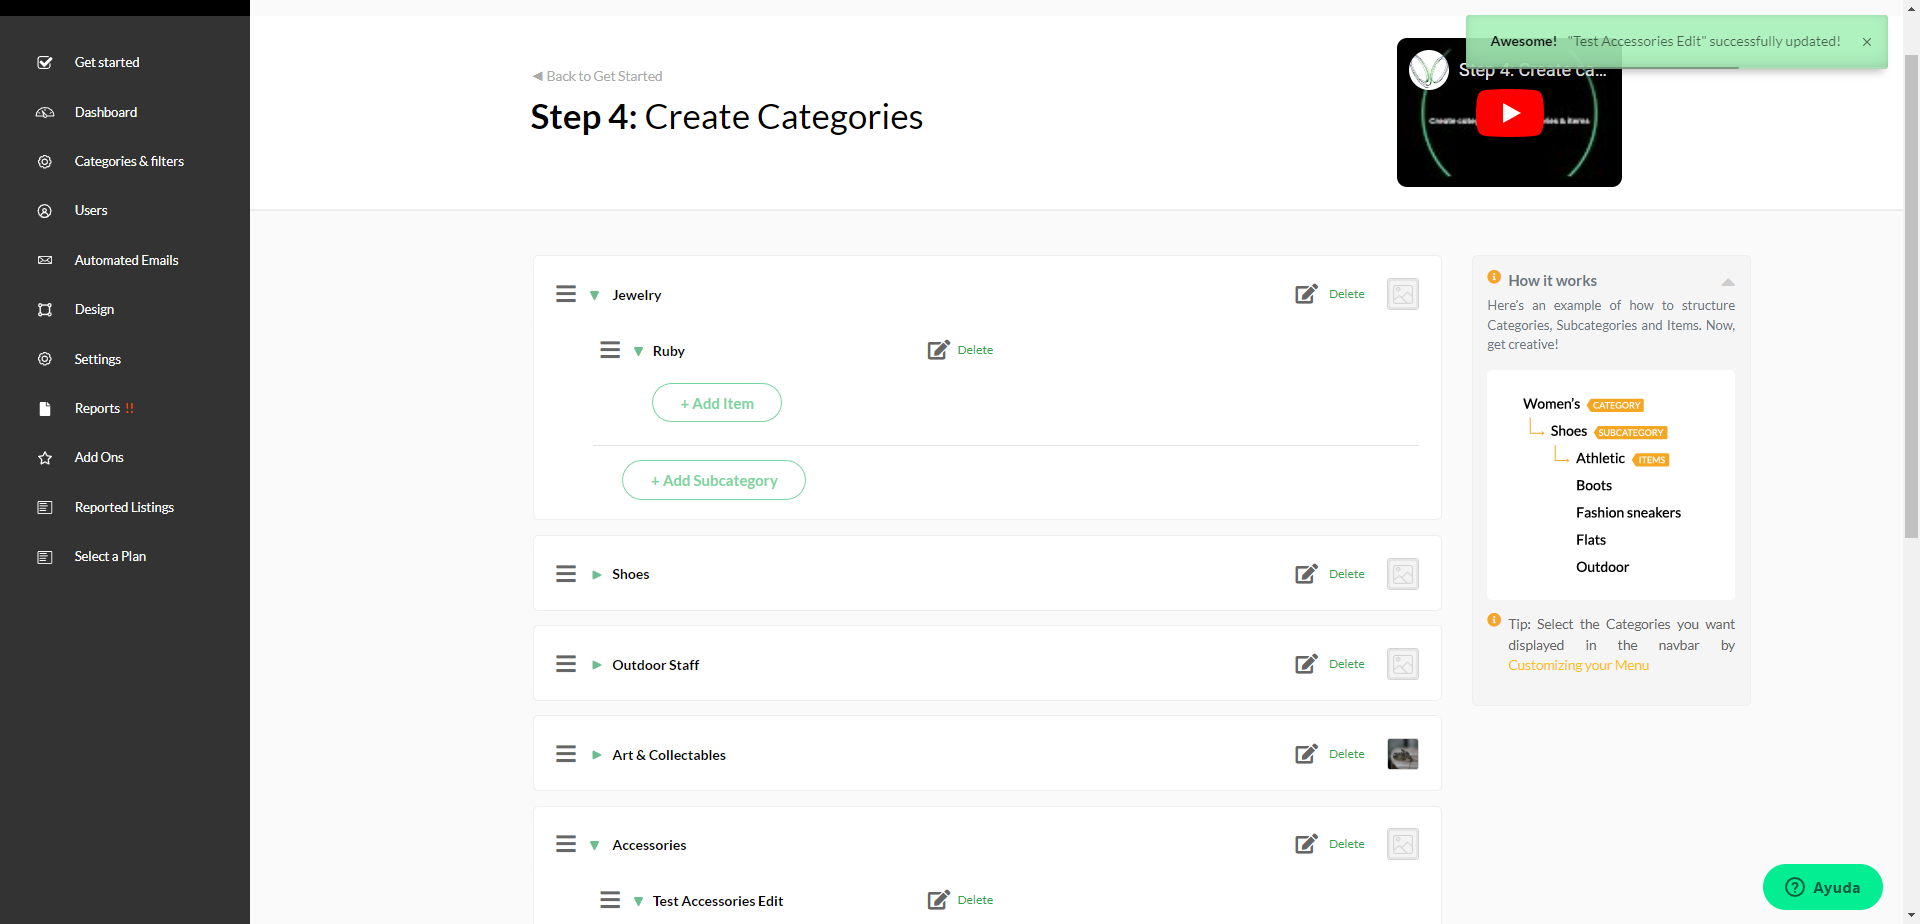 Get started
Dashboard
Categories & filters
Users
Automated Emails
Design
Settings
Reports !!
Add Ons
Reported Listings
Select a Plan
◀ Back to Get Started
Step 4: Create Categories
Step 4: Create ca...
Awesome! "Test Accessories Edit" successfully updated! ×
Jewelry
Delete
Ruby
Delete
+ Add Item
+ Add Subcategory
Shoes
Delete
Outdoor Staff
Delete
Art & Collectables
Delete
Accessories
Delete
Test Accessories Edit
Delete
How it works
Here's an example of how to structure
Categories, Subcategories and Items. Now,
get creative!
Women's CATEGORY
Shoes SUBCATEGORY
Athletic ITEMS
Boots
Fashion sneakers
Flats
Outdoor
Tip: Select the Categories you want
displayed in the navbar by
Customizing your Menu
Ayuda